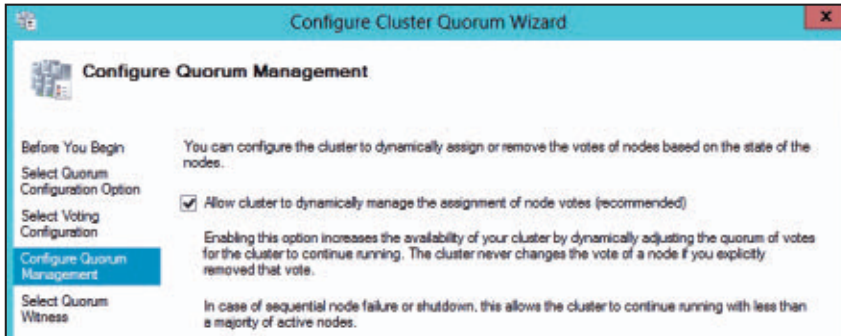 Configure Cluster Quorum Wizard
x
Configure Quorum Management
Before You Begin
Select Quorum
Configuration Option
Select Voting
Configuration
Configure Quorum
Management
Select Quorum
Witness
You can configure the cluster to dynamically assign or remove the votes of nodes based on the state of the
nodes.
Allow cluster to dynamically manage the assignment of node votes (recommended)
Enabling this option increases the availability of your cluster by dynamically adjusting the quorum of votes
for the cluster to continue running. The cluster never changes the vote of a node if you explicitly
removed that vote.
In case of sequential node failure or shutdown, this allows the cluster to continue running with less than
a majority of active nodes.